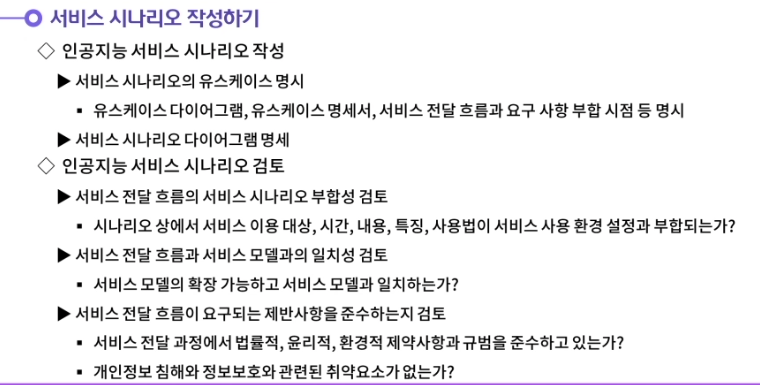 서비스 시나리오 작성하기
◇ 인공지능 서비스 시나리오 작성
▶ 서비스 시나리오의 유스케이스 명시
▪ 유스케이스 다이어그램, 유스케이스 명세서, 서비스 전달 흐름과 요구 사항 부합 시점 등 명시
▶ 서비스 시나리오 다이어그램 명세
◇ 인공지능 서비스 시나리오 검토
▶ 서비스 전달 흐름의 서비스 시나리오 부합성 검토
▪ 시나리오 상에서 서비스 이용 대상, 시간, 내용, 특징, 사용법이 서비스 사용 환경 설정과 부합되는가?
▶ 서비스 전달 흐름과 서비스 모델과의 일치성 검토
▪ 서비스 모델의 확장 가능하고 서비스 모델과 일치하는가?
▶ 서비스 전달 흐름이 요구되는 제반사항을 준수하는지 검토
▪ 서비스 전달 과정에서 법률적, 윤리적, 환경적 제약사항과 규범을 준수하고 있는가?
▪ 개인정보 침해와 정보보호와 관련된 취약요소가 없는가?